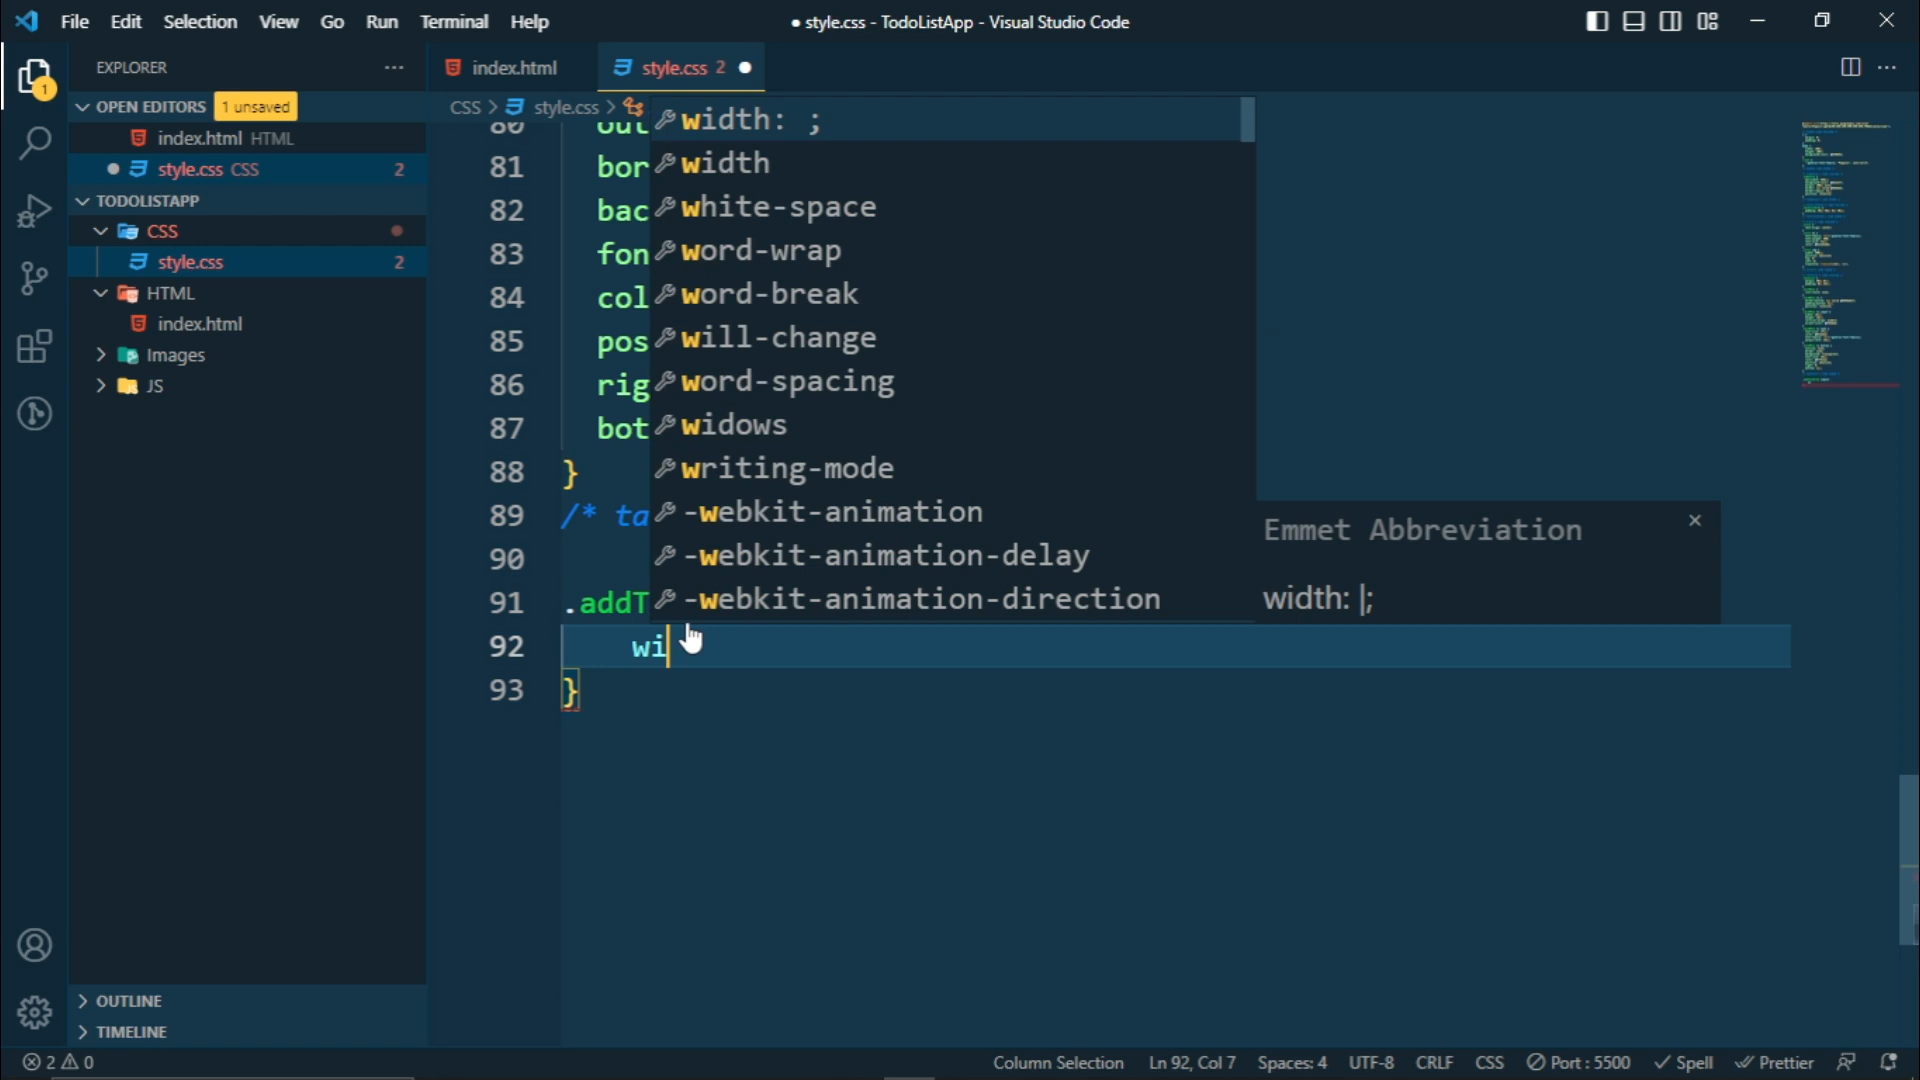 File Edit Selection View Go Run Terminal Help
● style.css - TodoListApp - Visual Studio Code
EXPLORER
OPEN EDITORS 1 unsaved
index.html HTML
style.css CSS 2
TODOLISTAPP
CSS
style.css 2
HTML
index.html
Images
JS
OUTLINE
TIMELINE
1
index.html
style.css 2
CSS > style.css >
80 out
81 bor
82 bac
83 fon
84 col
85 pos
86 rig
87 bot
88 }
89 /* ta
90
91 .addT
92 wi
93 }
width: ;
width
white-space
word-wrap
word-break
will-change
word-spacing
widows
writing-mode
-webkit-animation
-webkit-animation-delay
-webkit-animation-direction
Emmet Abbreviation
width: |;
2 0
Column Selection Ln 92, Col 7 Spaces: 4 UTF-8 CRLF CSS Port : 5500 Spell Prettier